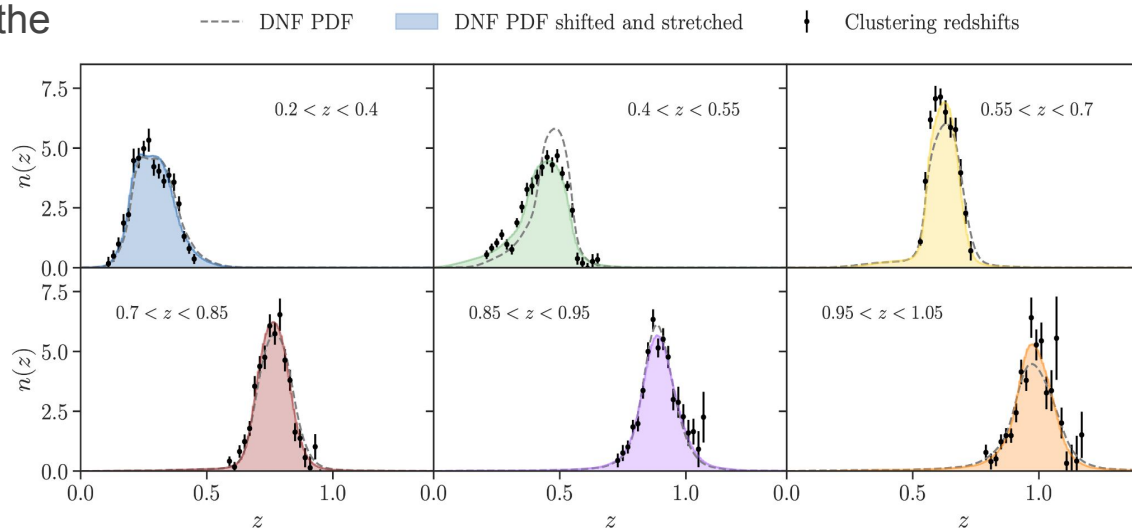 the
DNF PDF DNF PDF shifted and stretched Clustering redshifts
7.5
5.0
2.5
0.0
n(z)
0.2 < z < 0.4
0.4 < z < 0.55
0.55 < z < 0.7
7.5
5.0
2.5
0.0
n(z)
0.7 < z < 0.85
0.85 < z < 0.95
0.95 < z < 1.05
0.0 0.5 1.0 0.0 0.5 1.0 0.0 0.5 1.0
z z z